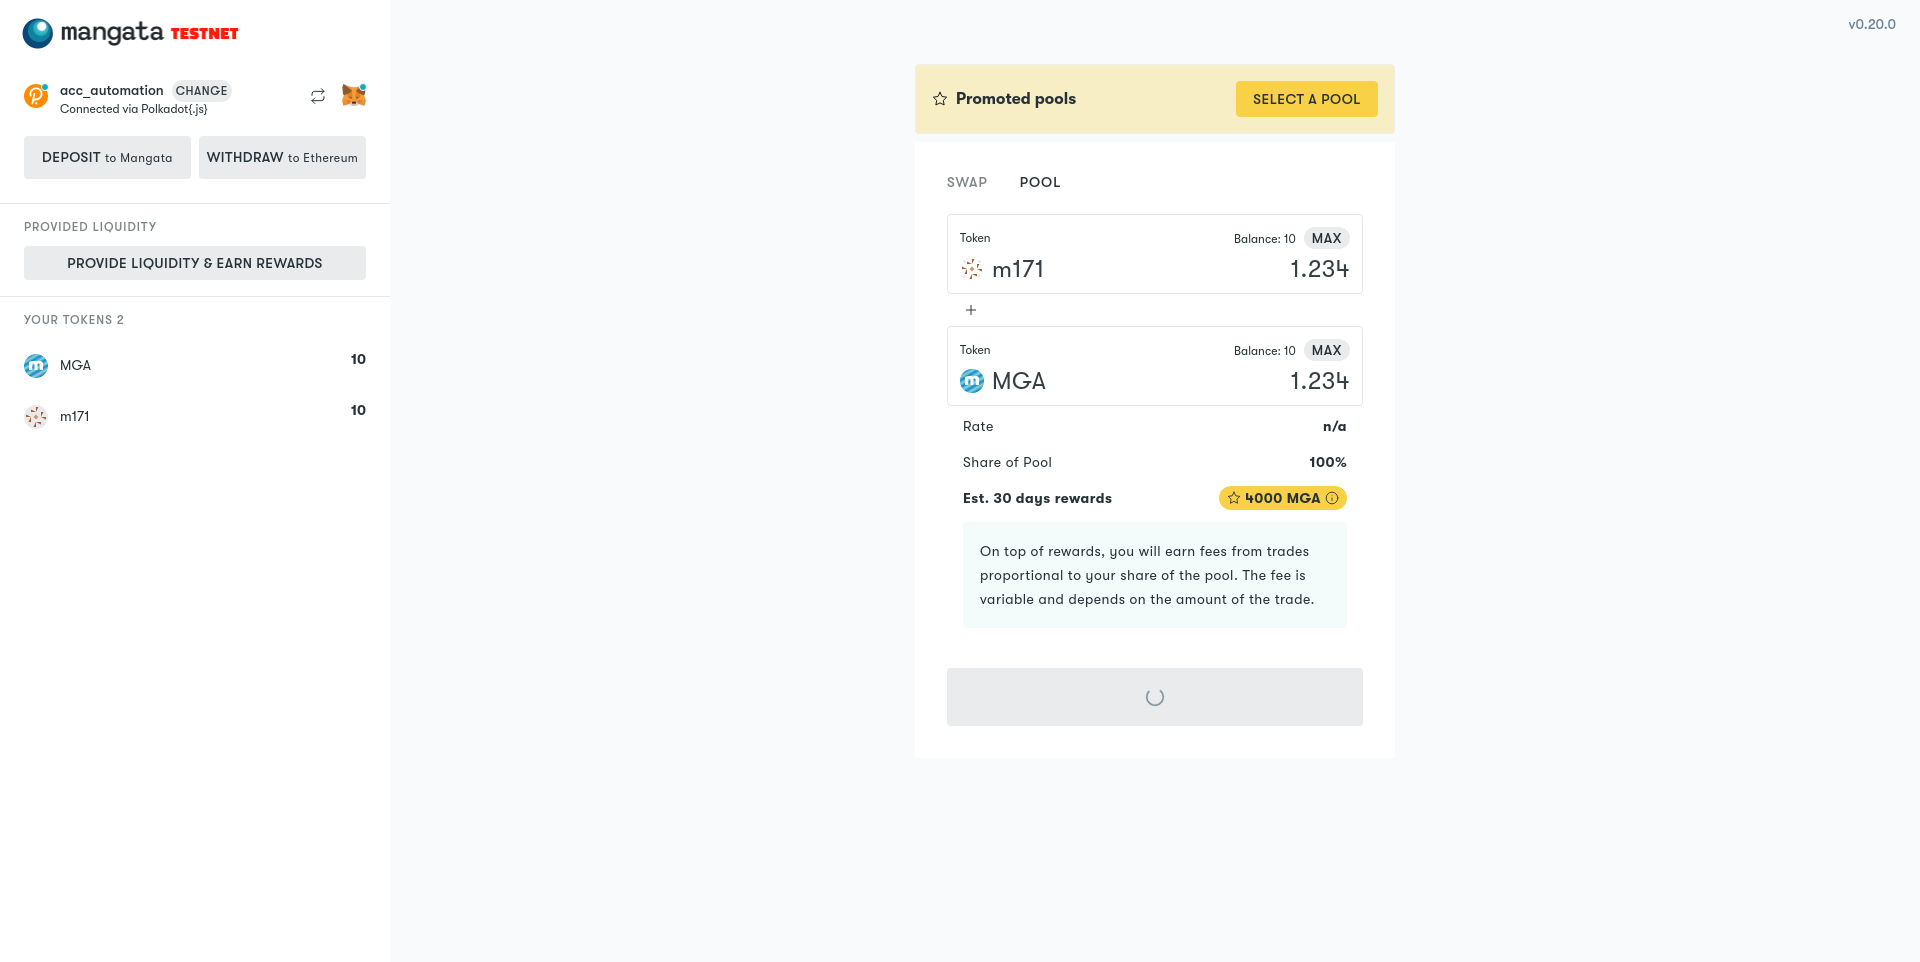 mangata TESTNET
v0.20.0
acc_automation CHANGE
Connected via Polkadot{.js}
DEPOSIT to Mangata
WITHDRAW to Ethereum
PROVIDED LIQUIDITY
PROVIDE LIQUIDITY & EARN REWARDS
YOUR TOKENS 2
MGA 10
m171 10
Promoted pools
SELECT A POOL
SWAP POOL
Token Balance: 10 MAX
m171 1.234
Token Balance: 10 MAX
MGA 1.234
Rate n/a
Share of Pool 100%
Est. 30 days rewards 4000 MGA
On top of rewards, you will earn fees from trades
proportional to your share of the pool. The fee is
variable and depends on the amount of the trade.